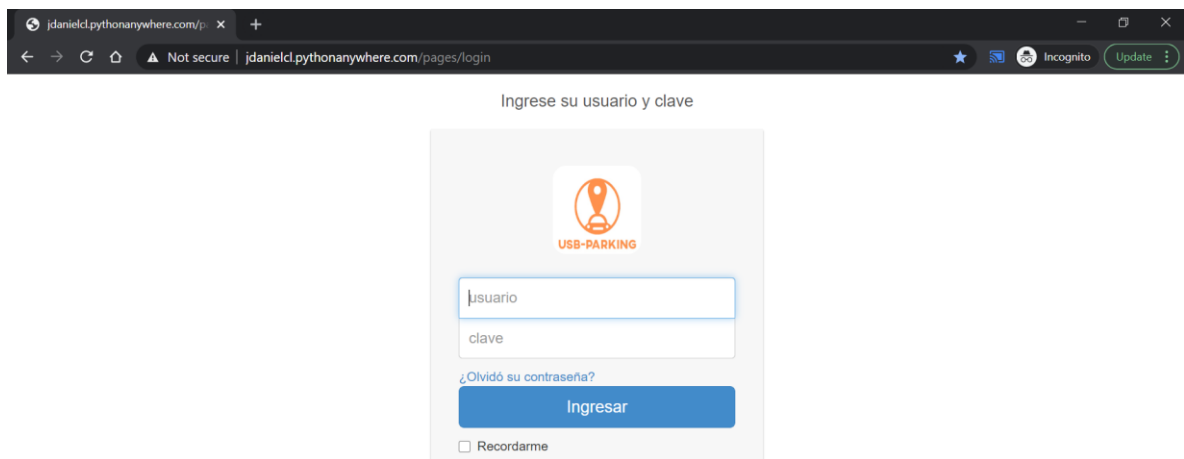 jdanielcl.pythonanywhere.com/p
Not secure | jdanielcl.pythonanywhere.com/pages/login
Incognito
Update
Ingrese su usuario y clave
USB-PARKING
usuario
clave
¿Olvidó su contraseña?
Ingresar
Recordarme